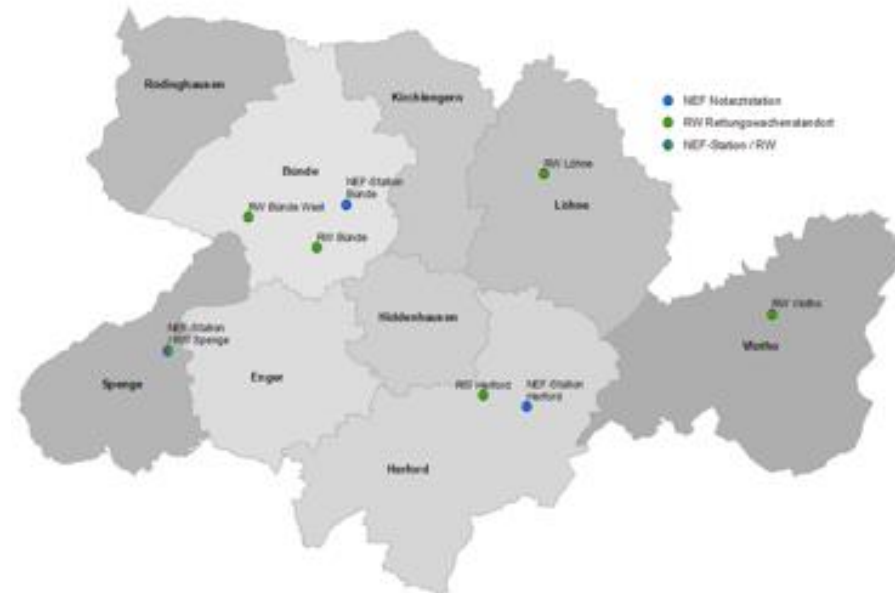 Rödinghausen
Kirchlengern
NEF Notarztstation
RW Rettungswachenstandort
NEF-Station / RW
Bünde
NEF-Station
Bünde
RW Löhne
Löhne
RW Bünde West
RW Bünde
RW Vlotho
Vlotho
Hiddenhausen
NEF-Station
/ RW Spenge
Spenge
Enger
RW Herford
NEF-Station
Herford
Herford